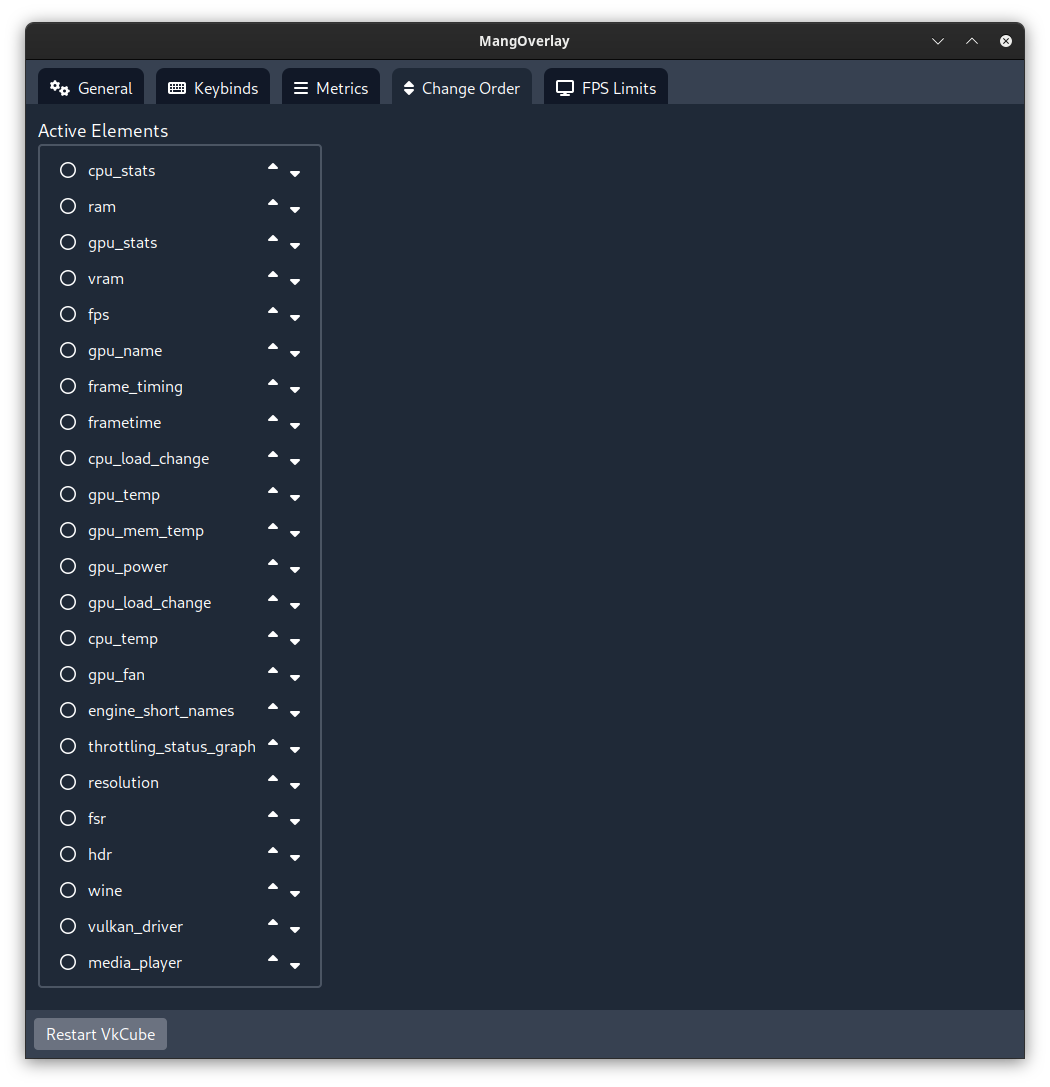 MangOverlay
General Keybinds Metrics Change Order FPS Limits
Active Elements
cpu_stats
ram
gpu_stats
vram
fps
gpu_name
frame_timing
frametime
cpu_load_change
gpu_temp
gpu_mem_temp
gpu_power
gpu_load_change
cpu_temp
gpu_fan
engine_short_names
throttling_status_graph
resolution
fsr
hdr
wine
vulkan_driver
media_player
Restart VkCube